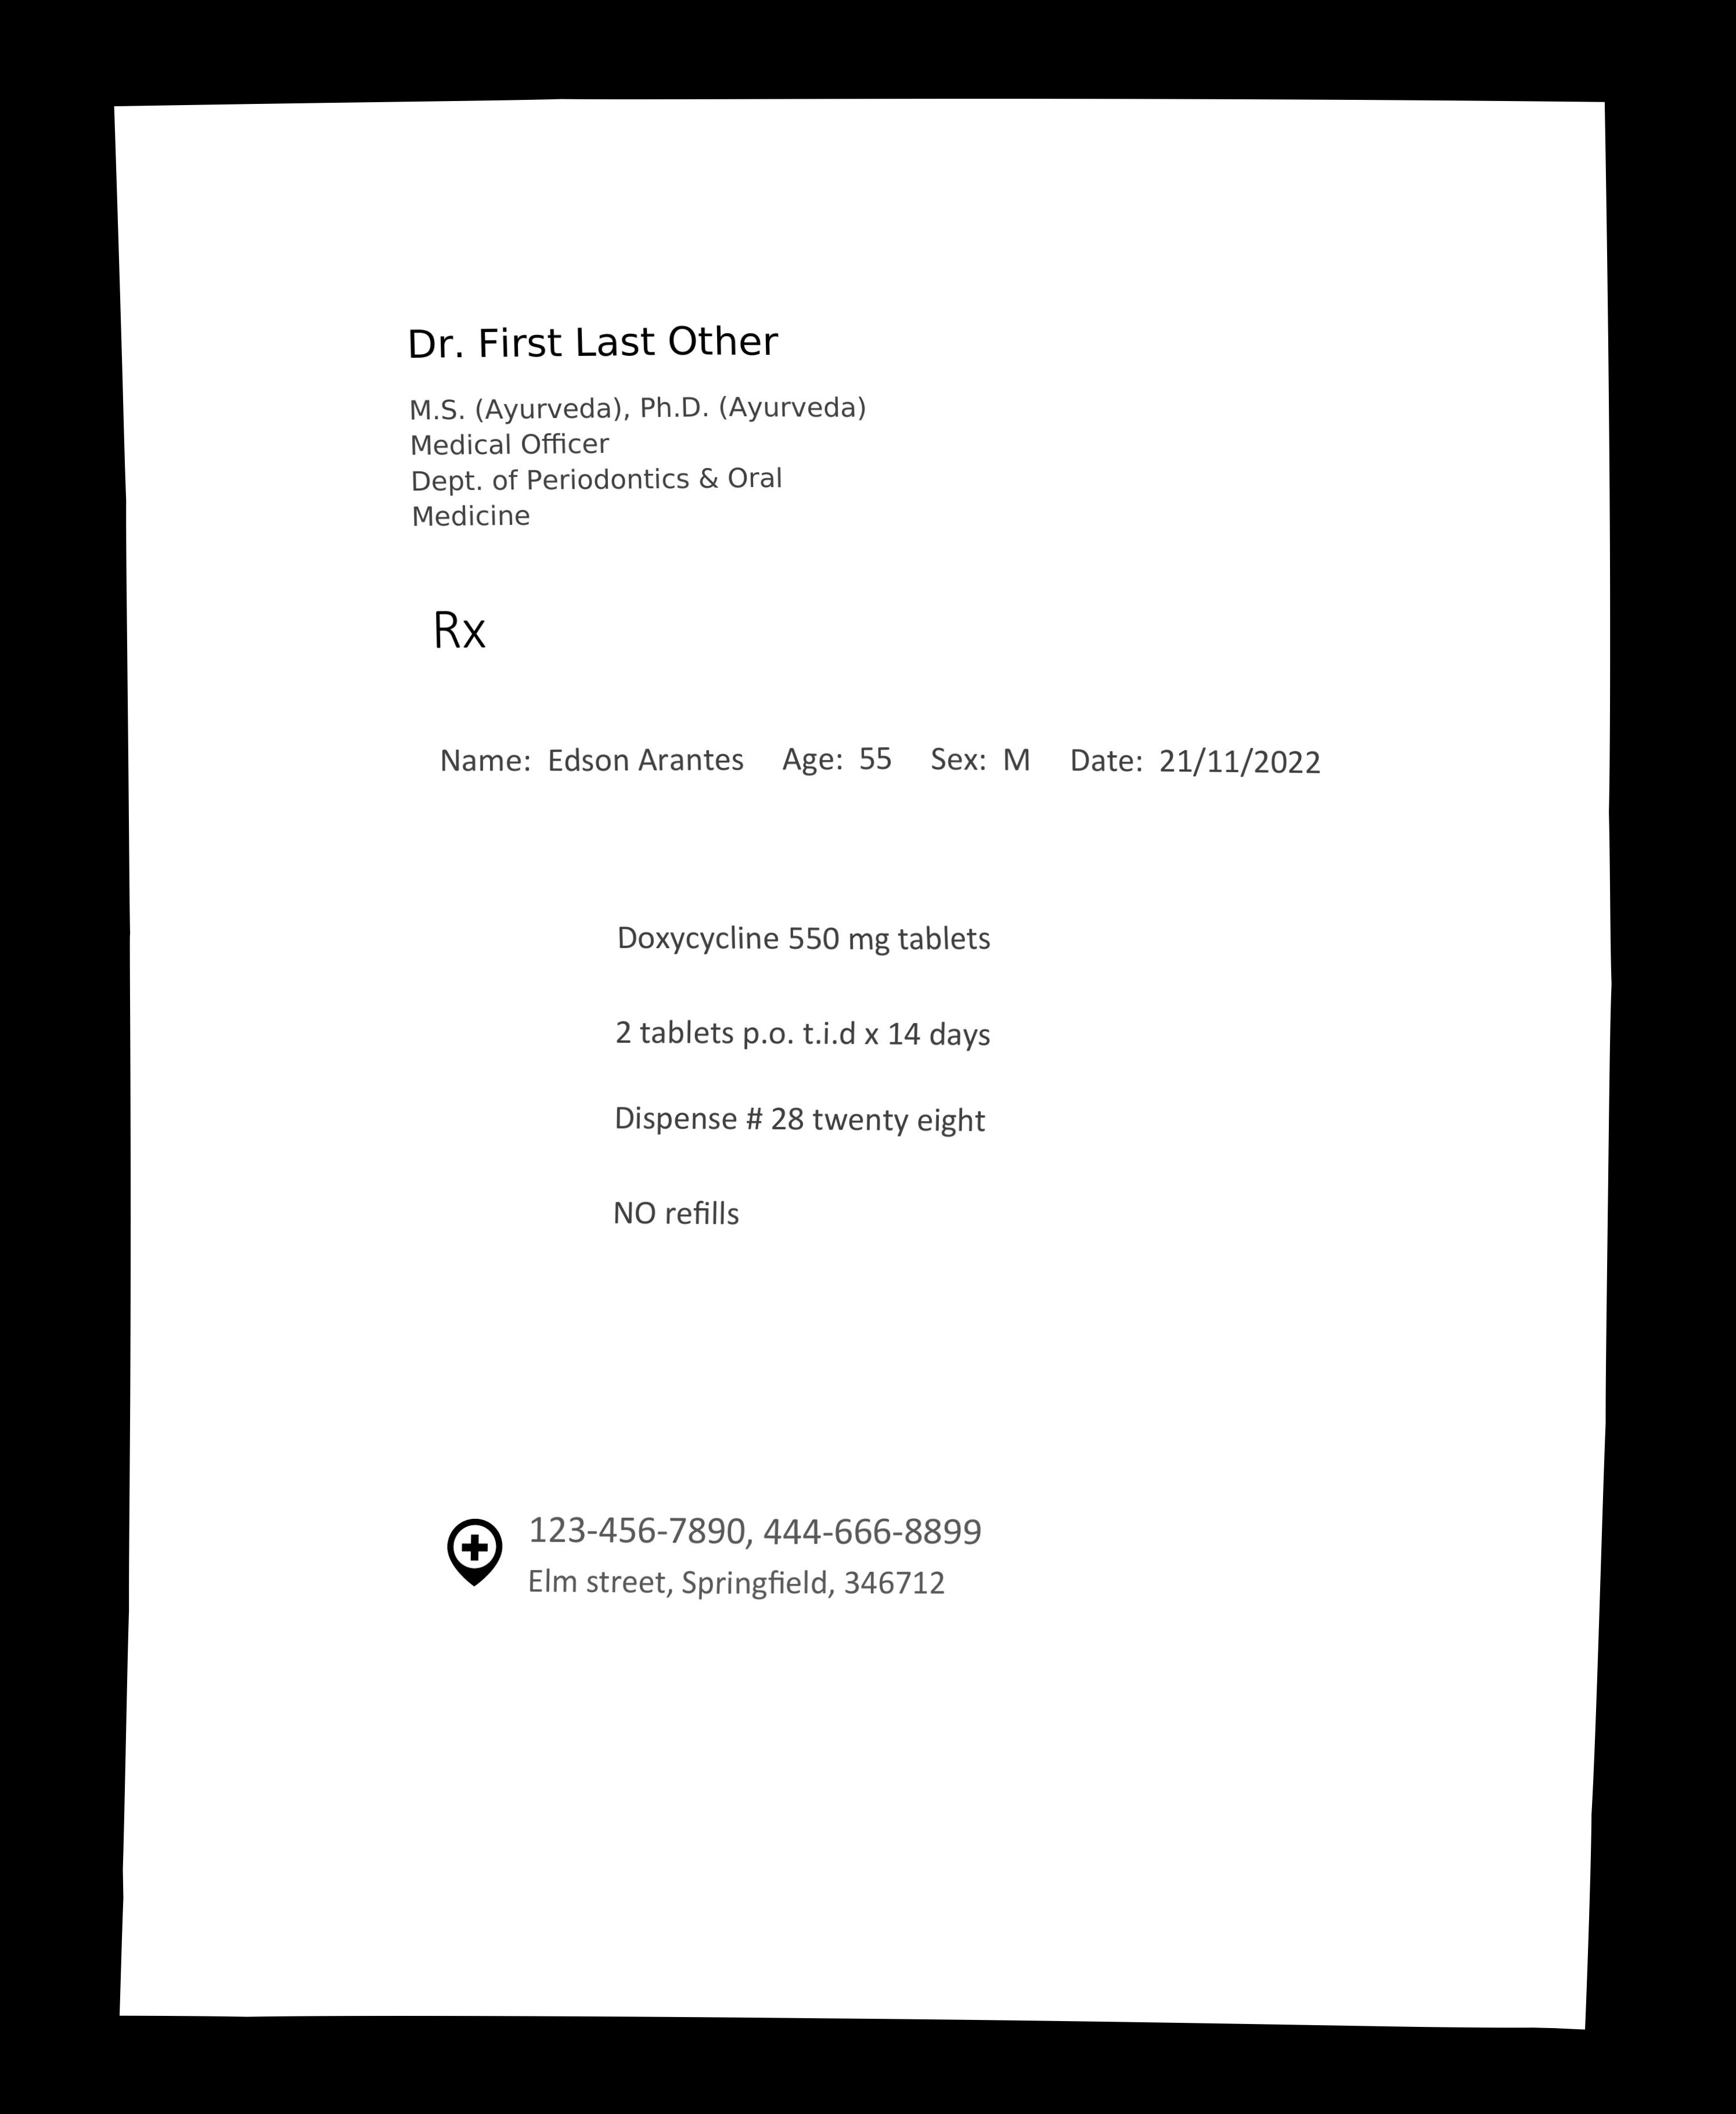 Dr. First Last Other
M.S. (Ayurveda), Ph.D. (Ayurveda)
Medical Officer
Dept. of Periodontics & Oral
Medicine
Rx
Name: Edson Arantes Age: 55 Sex: M Date: 21/11/2022
Doxycycline 550 mg tablets
2 tablets p.o. t.i.d x 14 days
Dispense # 28 twenty eight
NO refills
123-456-7890, 444-666-8899
Elm street, Springfield, 346712